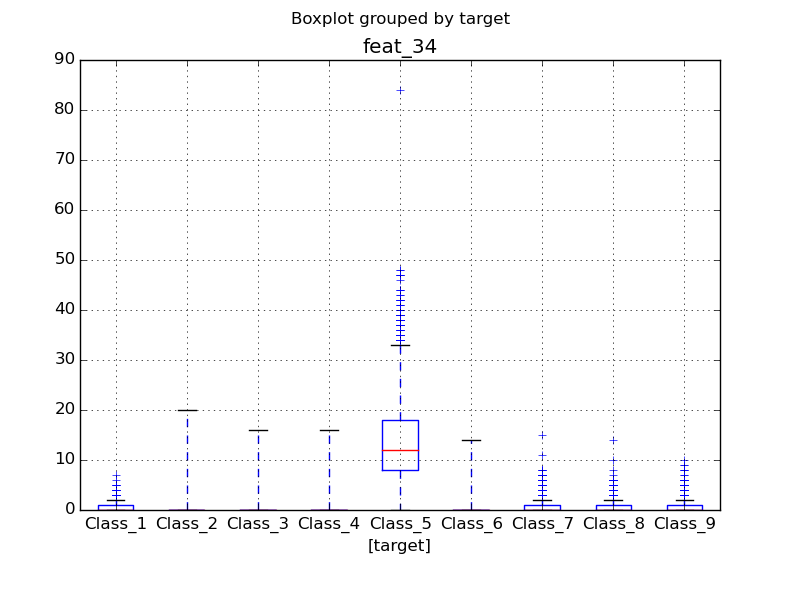 Boxplot grouped by target
feat_34
90
80
70
60
50
40
30
20
10
0
Class_1 Class_2 Class_3 Class_4 Class_5 Class_6 Class_7 Class_8 Class_9
[target]